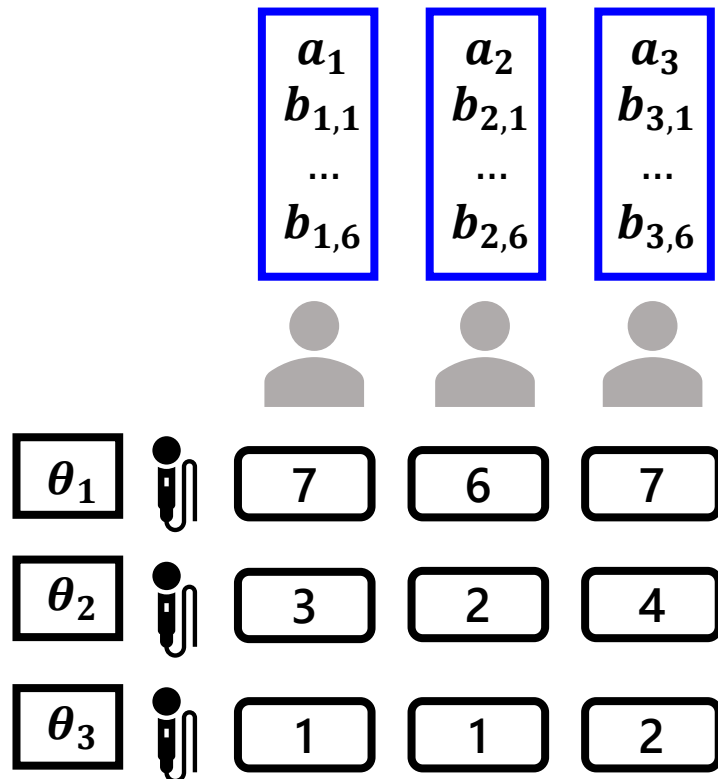 a₁ a₂ a₃
b₁,₁ b₂,₁ b₃,₁
... ... ...
b₁,₆ b₂,₆ b₃,₆
θ₁ 7 6 7
θ₂ 3 2 4
θ₃ 1 1 2